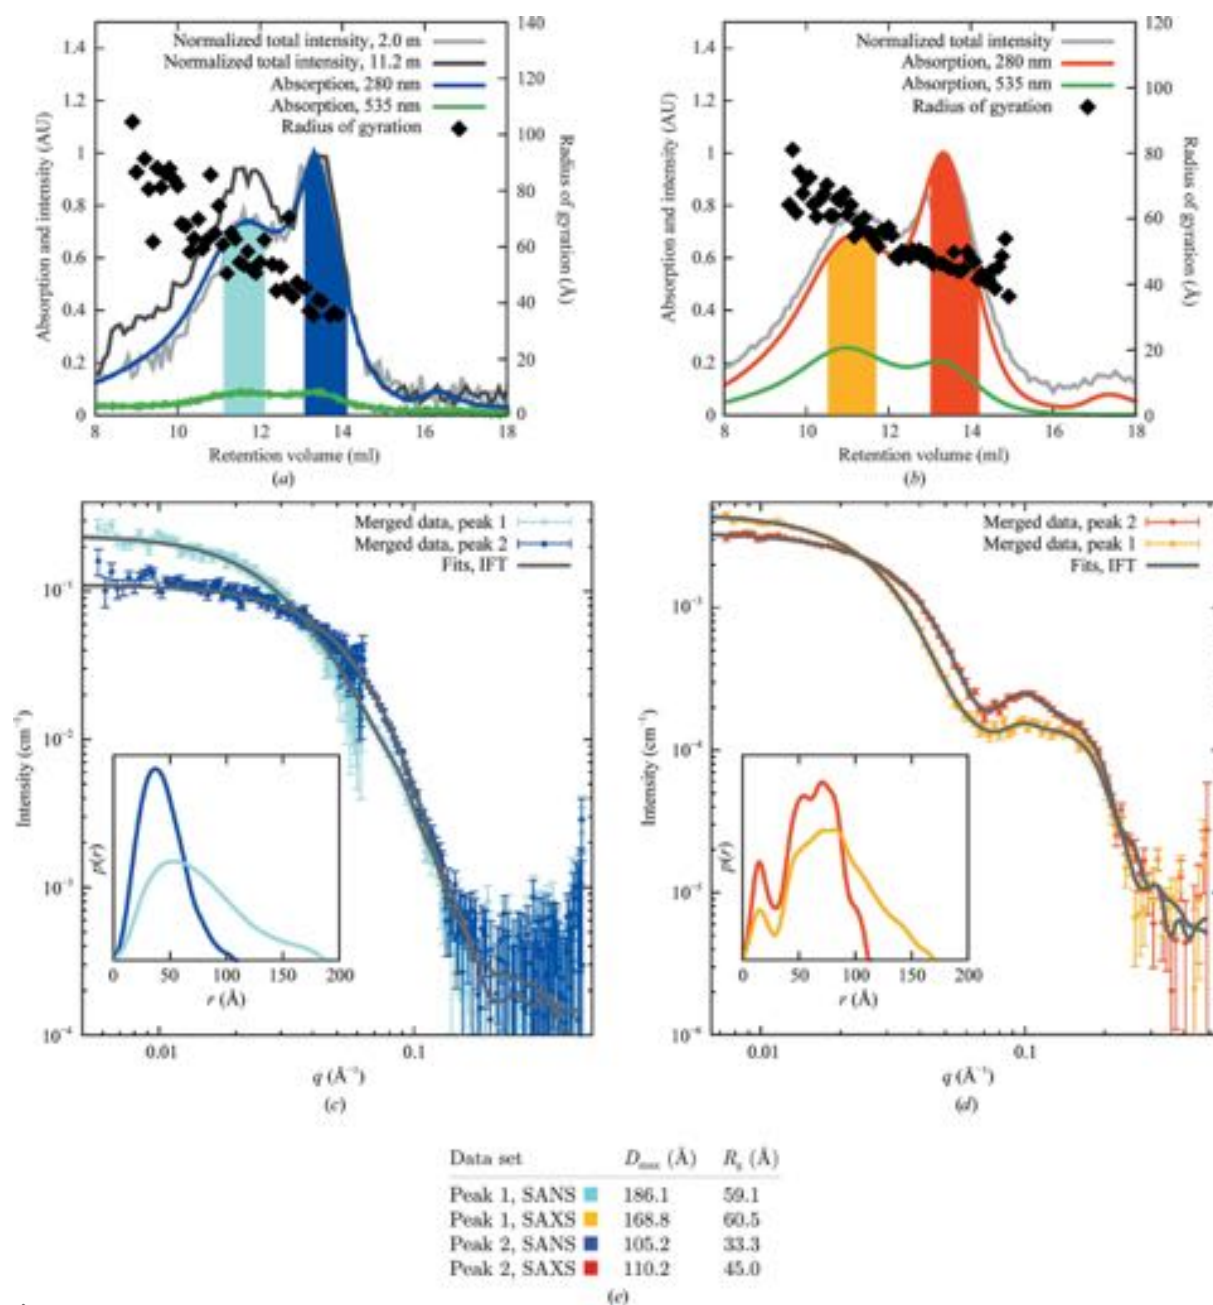 Normalized total intensity, 2.0 m
Normalized total intensity, 11.2 m
Absorption, 280 nm
Absorption, 535 nm
Radius of gyration
Absorption and intensity (AU)
1.4
1.2
1
0.8
0.6
0.4
0.2
0
140
120
100
80
60
40
20
0
Radius of gyration (Å)
8 10 12 14 16 18
Retention volume (ml)
(a)
Normalized total intensity
Absorption, 280 nm
Absorption, 535 nm
Radius of gyration
Absorption and intensity (AU)
1.4
1.2
1
0.8
0.6
0.4
0.2
0
120
100
80
60
40
20
0
Radius of gyration (Å)
8 10 12 14 16 18
Retention volume (ml)
(b)
Merged data, peak 1
Merged data, peak 2
Fits, IFT
Intensity (cm⁻¹)
10⁻¹
10⁻²
10⁻³
10⁻⁴
p(r)
0 50 100 150 200
r (Å)
0.01 0.1
q (Å⁻¹)
(c)
Merged data, peak 2
Merged data, peak 1
Fits, IFT
Intensity (cm⁻¹)
10⁻³
10⁻⁴
10⁻⁵
10⁻⁶
p(r)
0 50 100 150 200
r (Å)
0.01 0.1
q (Å⁻¹)
(d)
Data set D_max (Å) R_g (Å)
Peak 1, SANS 186.1 59.1
Peak 1, SAXS 168.8 60.5
Peak 2, SANS 105.2 33.3
Peak 2, SAXS 110.2 45.0
(e)